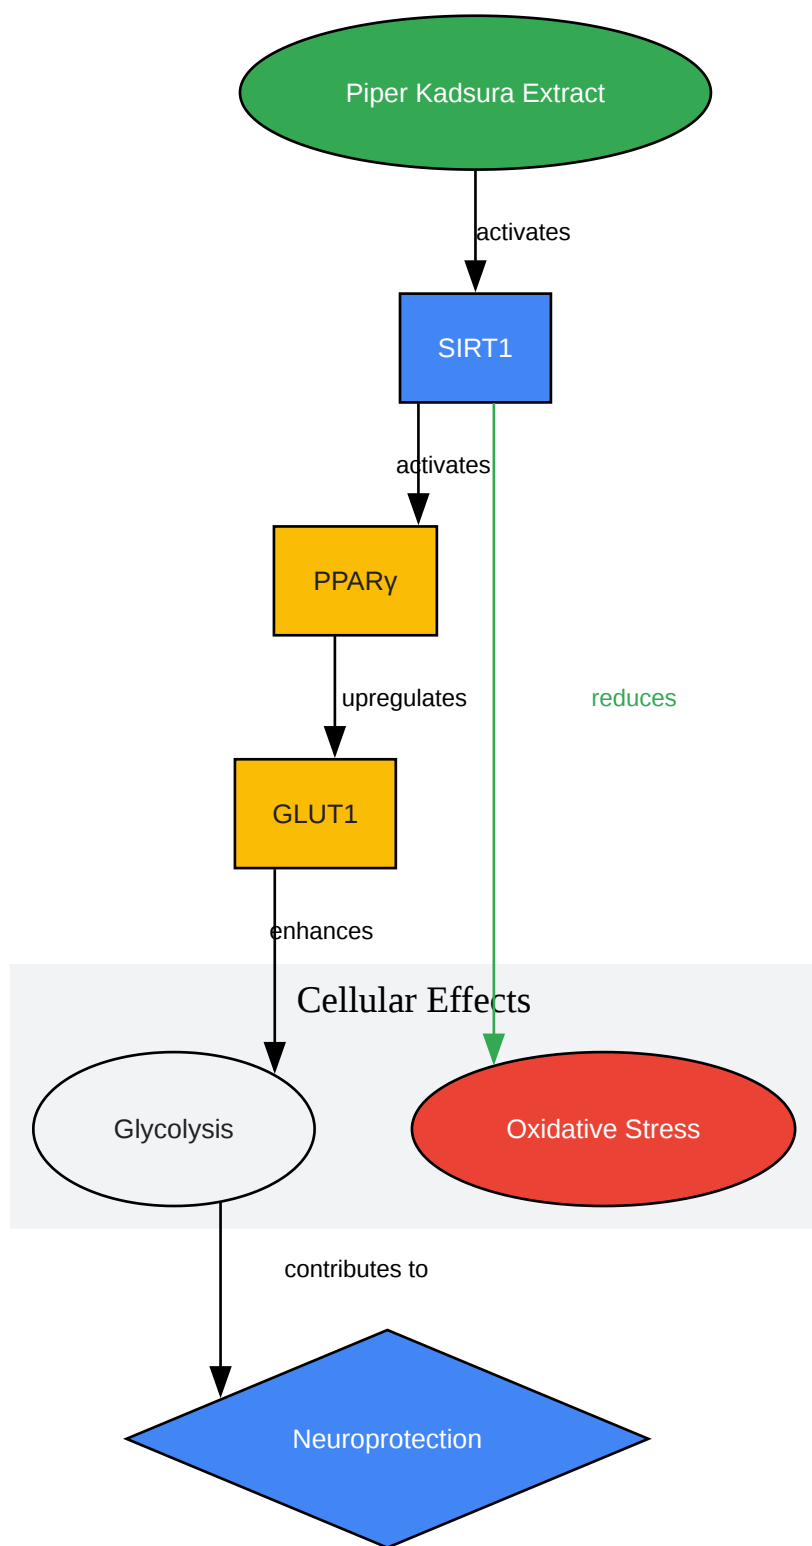 Piper Kadsura Extract
activates
SIRT1
activates
PPARγ
upregulates
reduces
GLUT1
enhances
Cellular Effects
Glycolysis
Oxidative Stress
contributes to
Neuroprotection